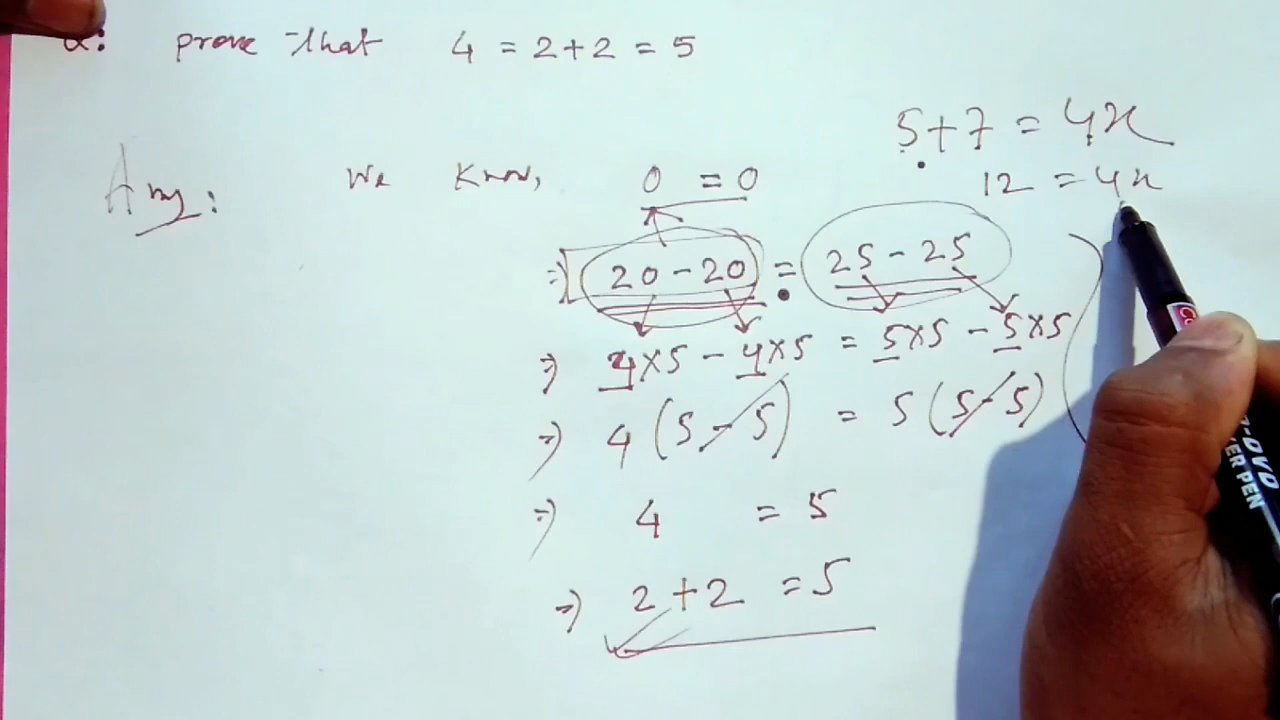 Q: prove that 4 = 2+2 = 5
5+7 = 4x
12 = 4x
Ans: We know, 0 = 0
=> 20 - 20 = 25 - 25
=> 4×5 - 4×5 = 5×5 - 5×5
=> 4(5-5) = 5(5-5)
=> 4 = 5
=> 2+2 = 5